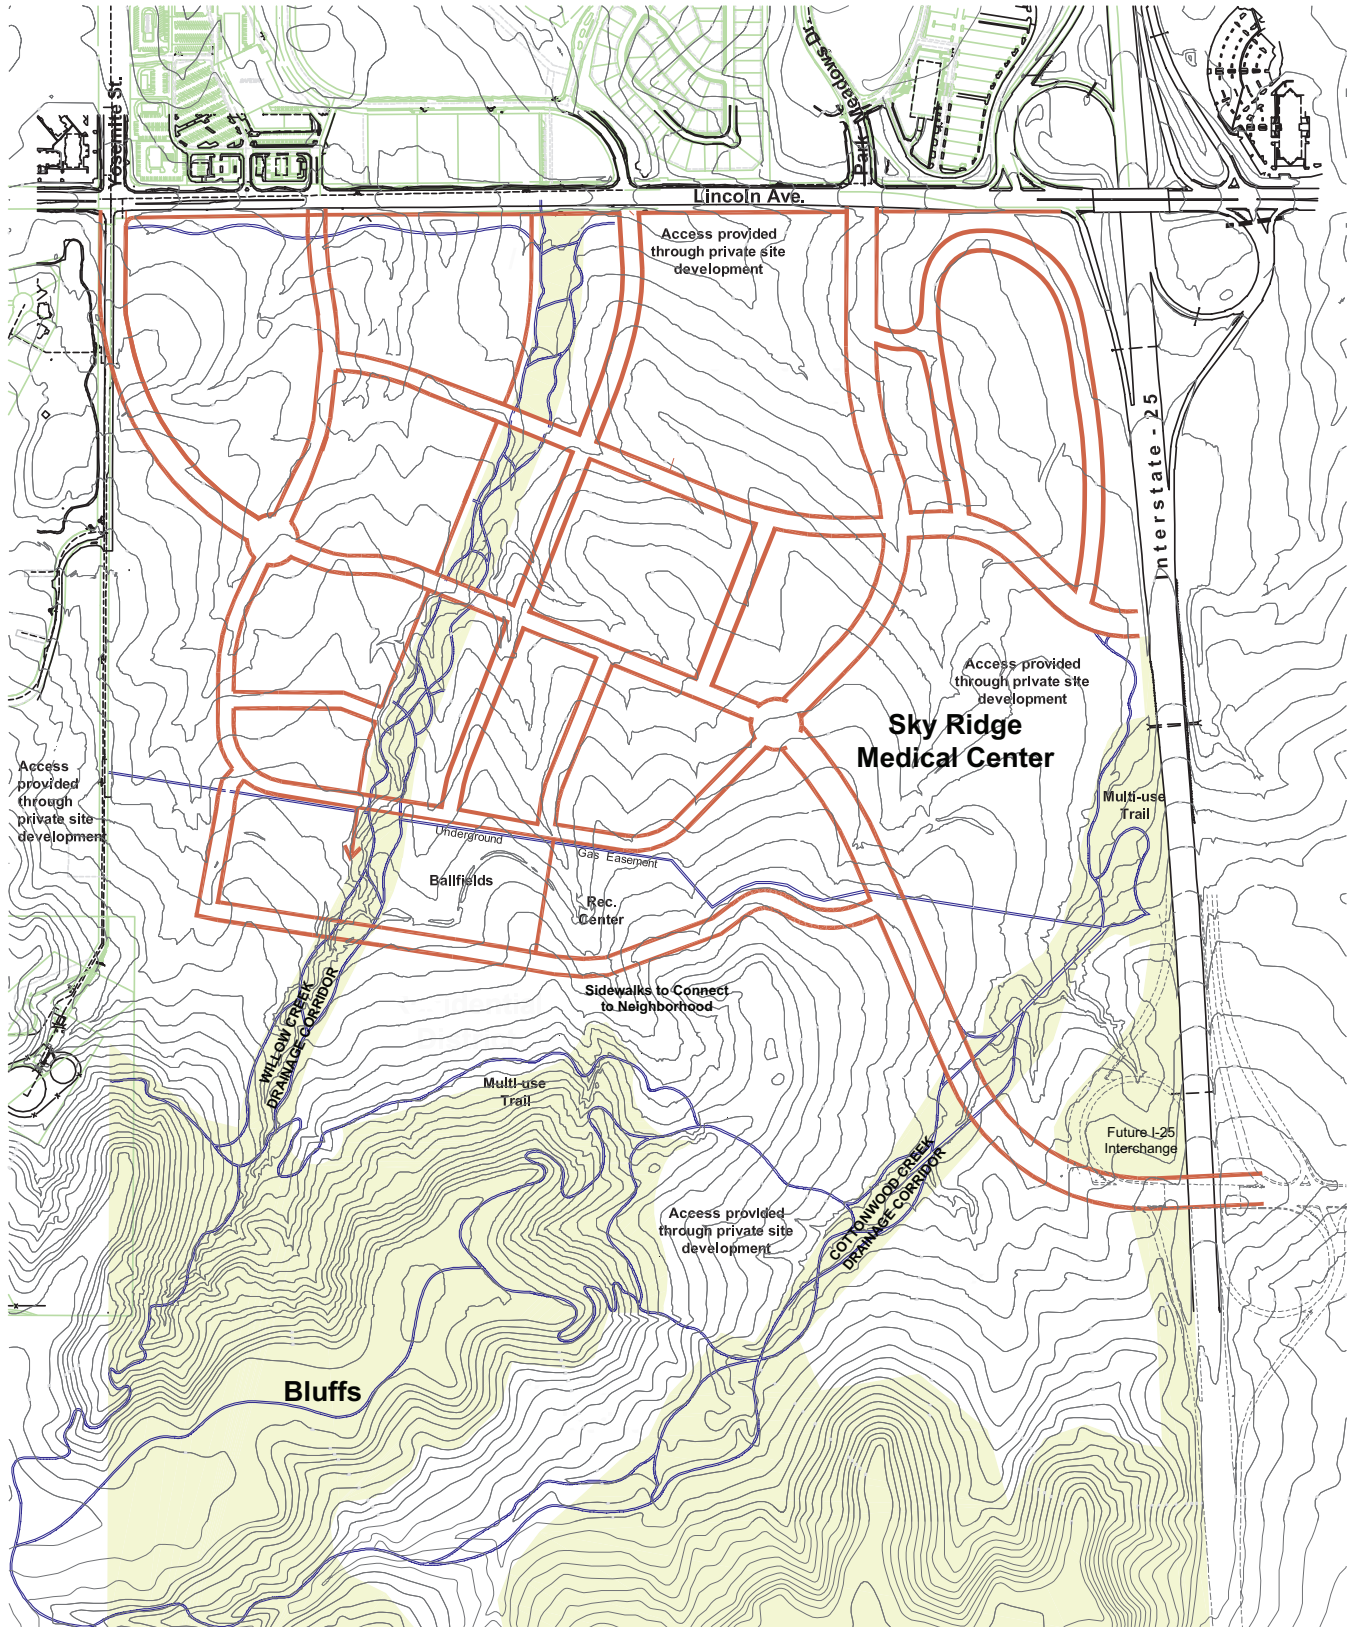 Yosemite St.
Park Meadows Dr.
Lincoln Ave.
Access provided
through private site
development
Interstate - 25
Access provided
through private site
development
Sky Ridge
Medical Center
Access
provided
through
private site
development
Multi-use
Trail
Underground
Gas Easement
Ballfields
Rec.
Center
Sidewalks to Connect
to Neighborhood
WILLOW CREEK
DRAINAGE CORRIDOR
Multi-use
Trail
Future I-25
Interchange
COTTONWOOD CREEK
DRAINAGE CORRIDOR
Access provided
through private site
development
Bluffs